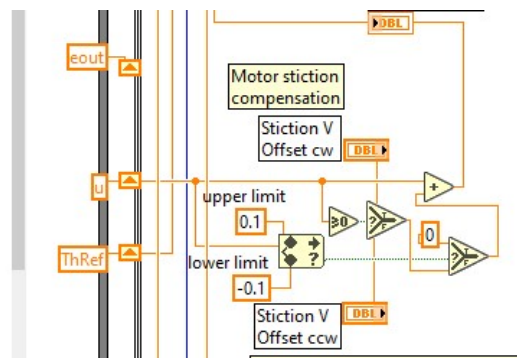 DBL
eout
Motor stiction
compensation
Stiction V
Offset cw
DBL
u
+
upper limit
0.1
≥0
?
T
F
0
ThRef
lower limit
?
?
T
F
-0.1
Stiction V
Offset ccw
DBL